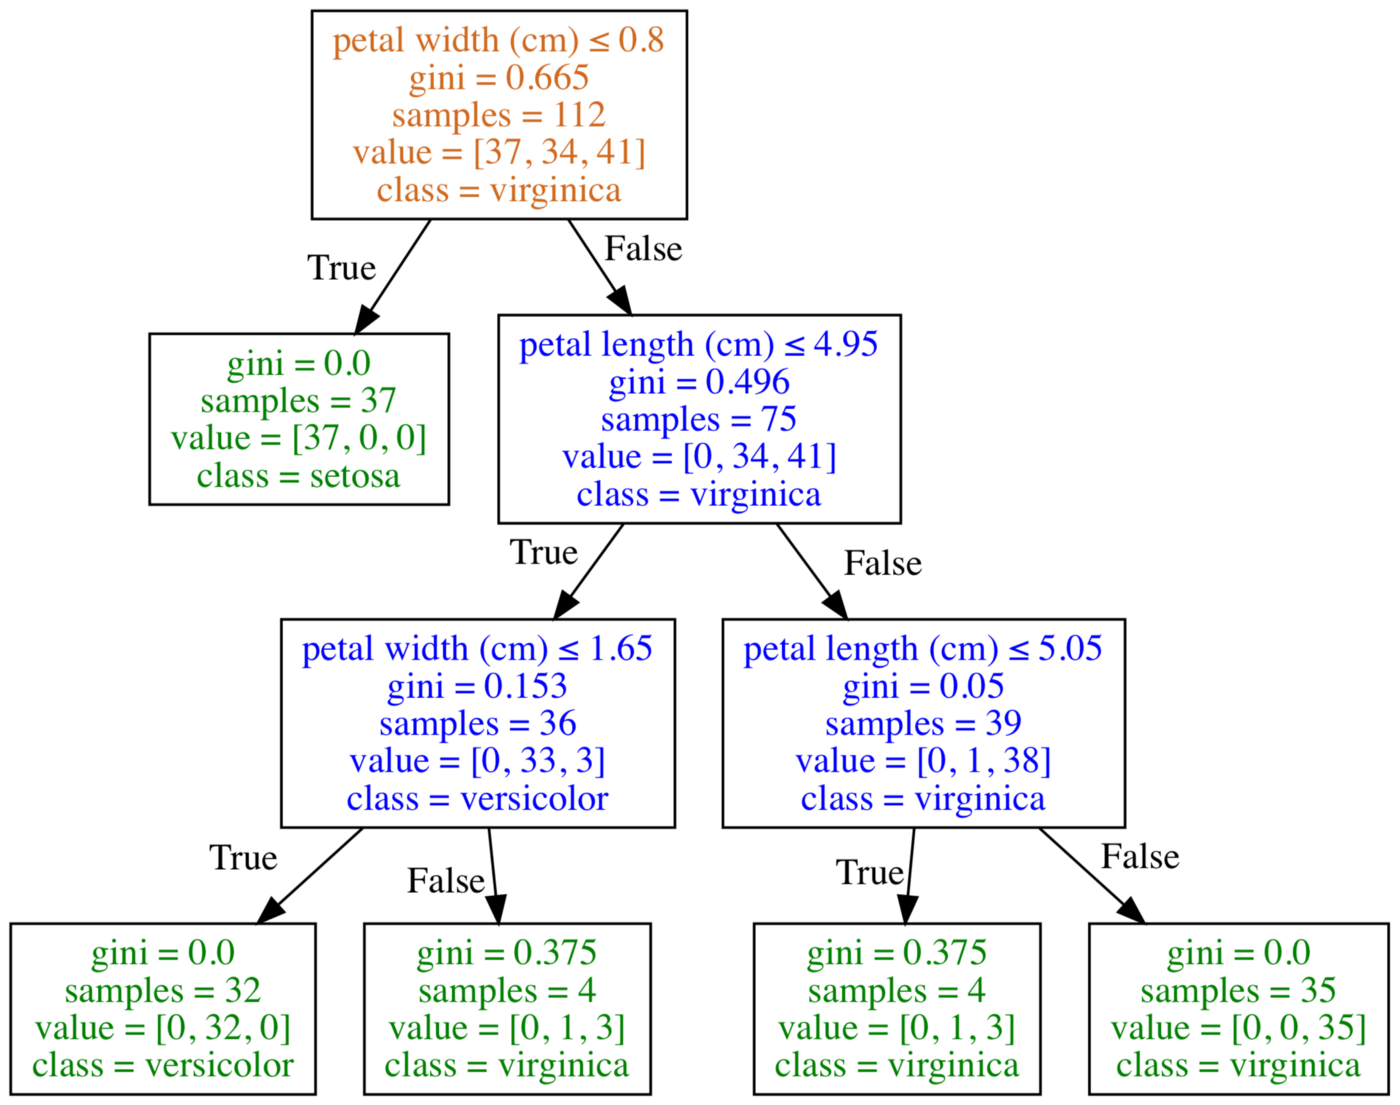 petal width (cm) ≤ 0.8
gini = 0.665
samples = 112
value = [37, 34, 41]
class = virginica
True
False
gini = 0.0
samples = 37
value = [37, 0, 0]
class = setosa
petal length (cm) ≤ 4.95
gini = 0.496
samples = 75
value = [0, 34, 41]
class = virginica
True
False
petal width (cm) ≤ 1.65
gini = 0.153
samples = 36
value = [0, 33, 3]
class = versicolor
petal length (cm) ≤ 5.05
gini = 0.05
samples = 39
value = [0, 1, 38]
class = virginica
True
False
True
False
gini = 0.0
samples = 32
value = [0, 32, 0]
class = versicolor
gini = 0.375
samples = 4
value = [0, 1, 3]
class = virginica
gini = 0.375
samples = 4
value = [0, 1, 3]
class = virginica
gini = 0.0
samples = 35
value = [0, 0, 35]
class = virginica